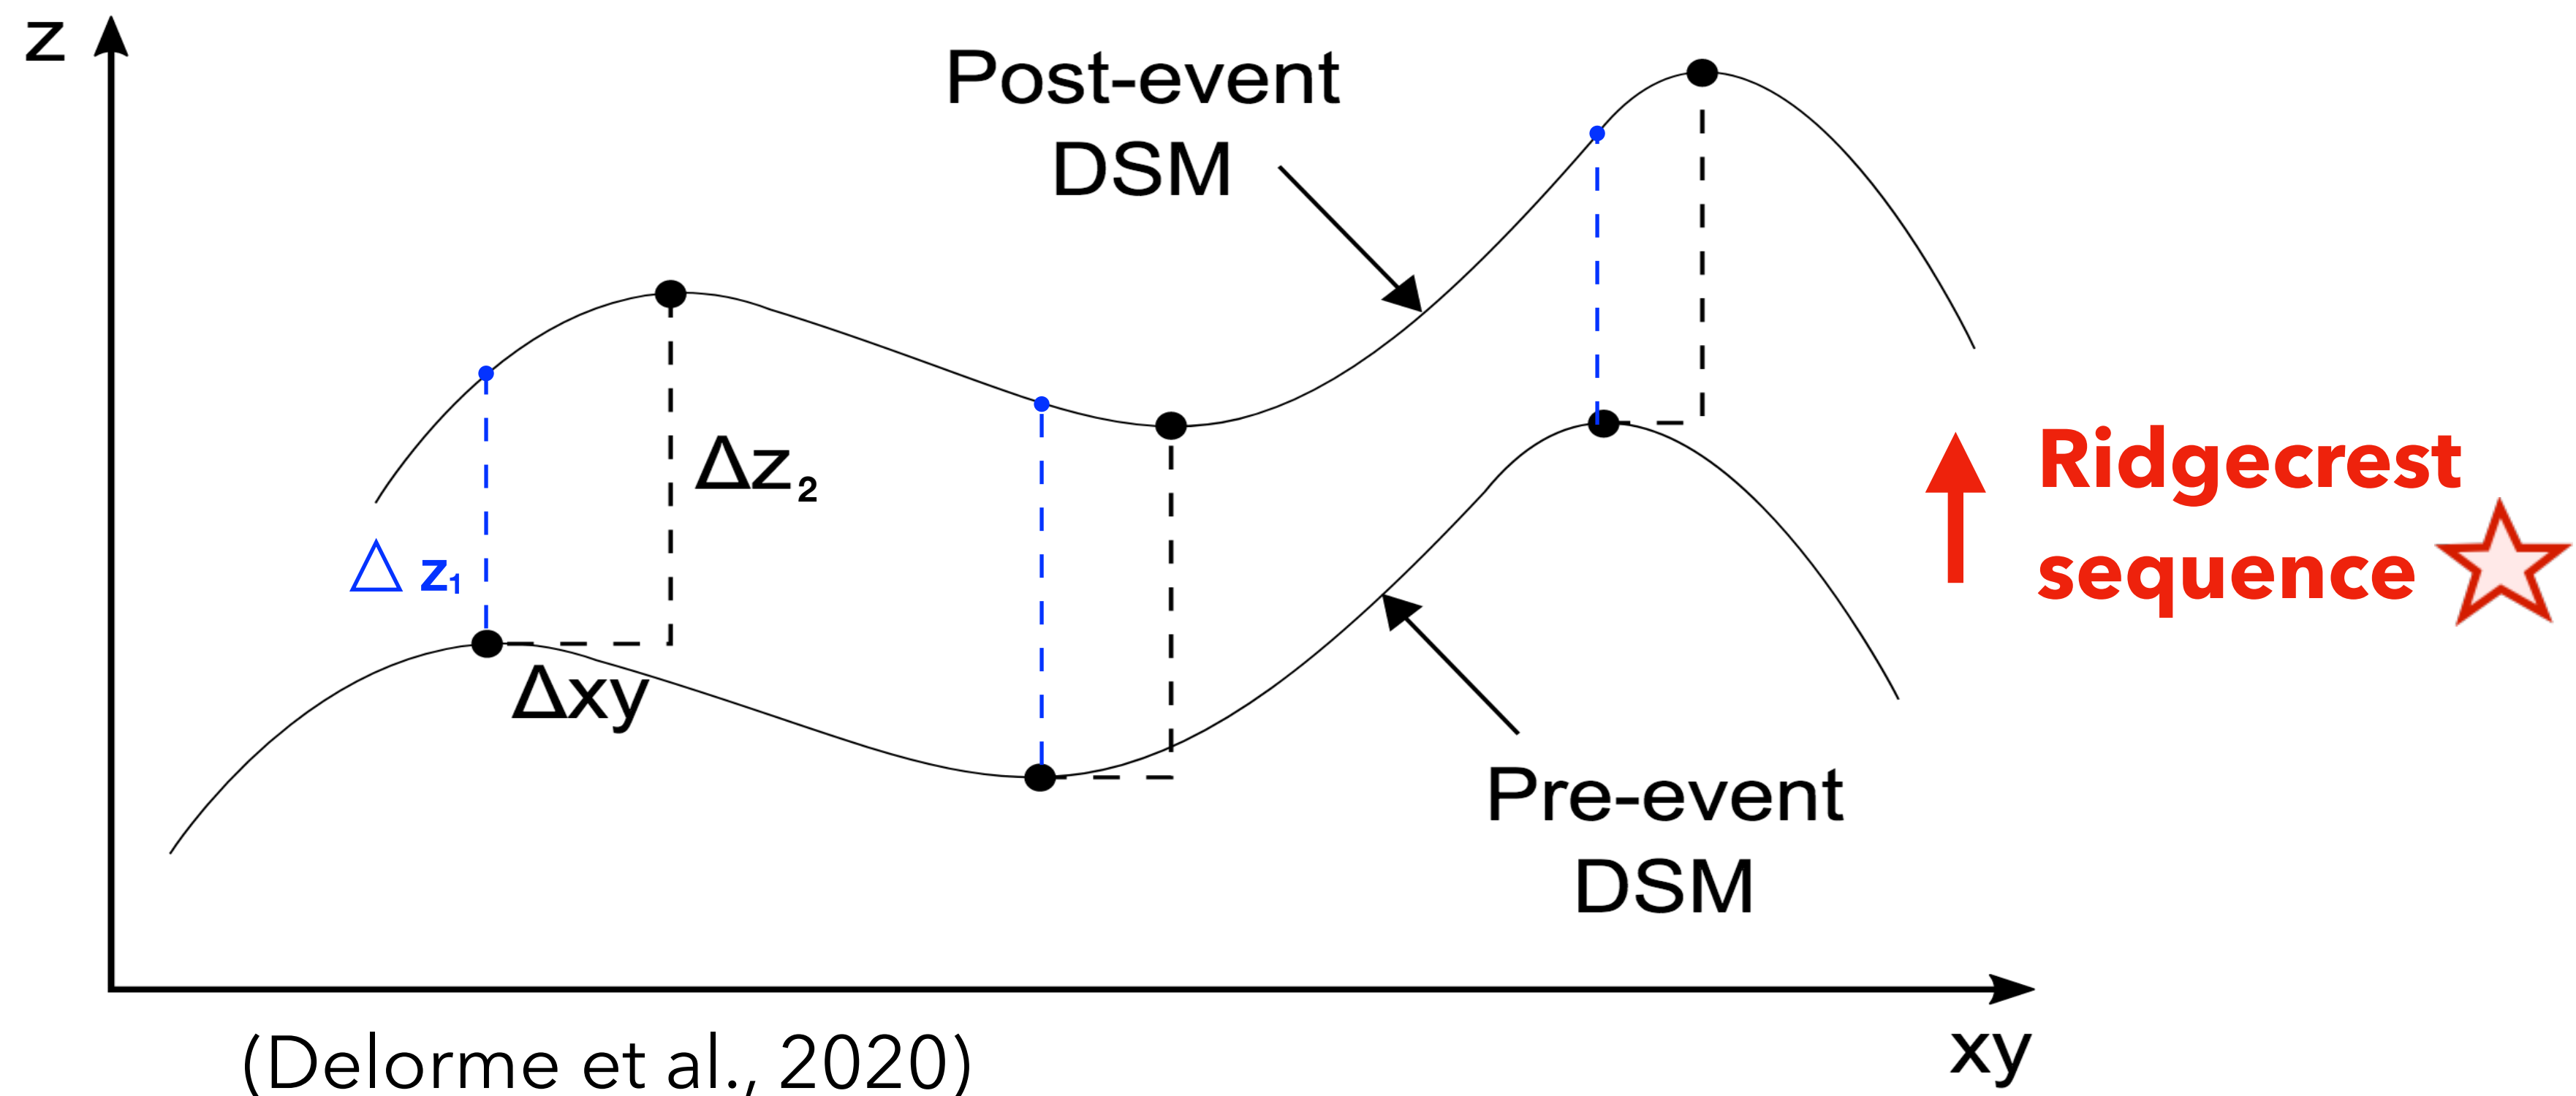 z
Post-event
DSM
Δz₂
△ z₁
Δxy
Ridgecrest
sequence
Pre-event
DSM
xy
(Delorme et al., 2020)